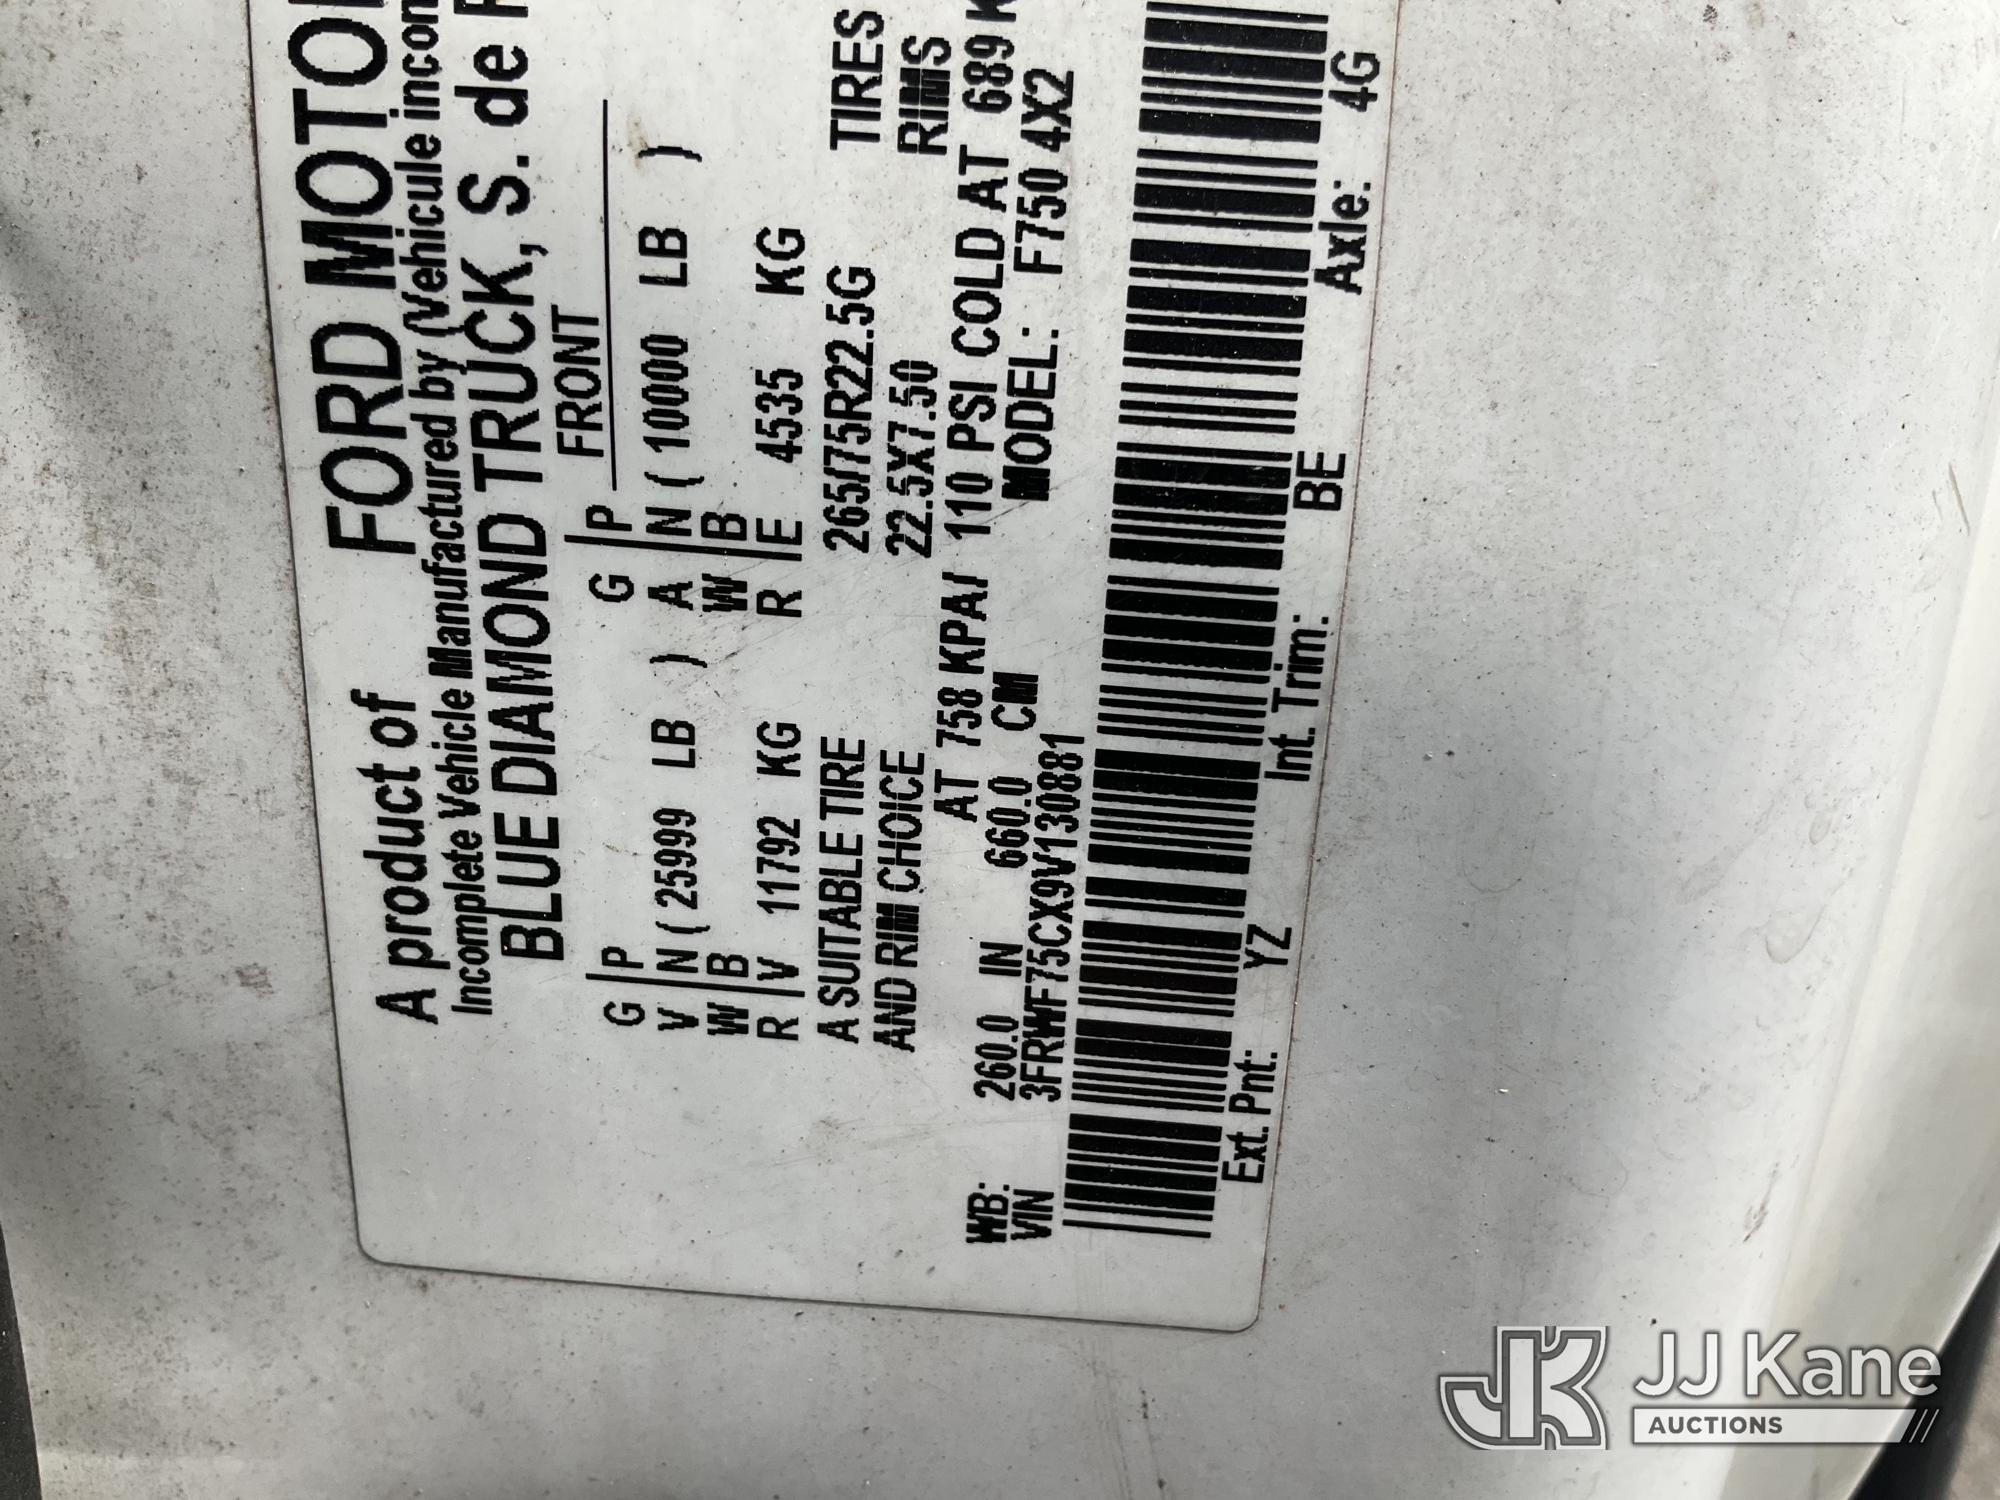 A product of FORD MOTO
Incomplete Vehicle Manufactured by (Vehicule incom
BLUE DIAMOND TRUCK, S. de R
FRONT
G P G P
V N ( 25999 LB ) A N ( 10000 LB )
W B W B
R V 11792 KG R E 4535 KG
A SUITABLE TIRE 265/75R22.5G TIRES
AND RIM CHOICE 22.5X7.50 RIMS
AT 758 KPA/ 110 PSI COLD AT 689 K
WB: 260.0 IN 660.0 CM MODEL: F750 4X2
VIN 3FRWF75CX9V130881
Ext. Pnt: YZ Int. Trim: BE Axle: 4G
JK JJ Kane
AUCTIONS